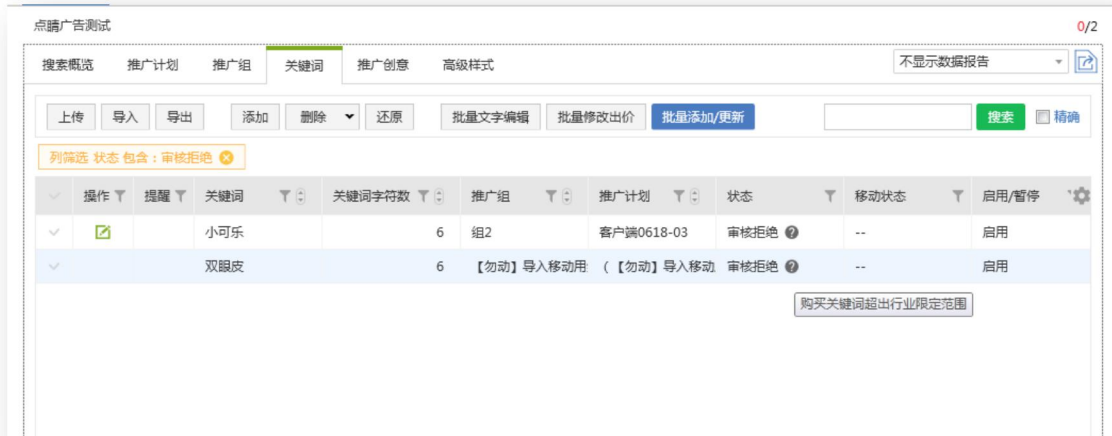 点睛广告测试
0/2
搜索概览 推广计划 推广组 关键词 推广创意 高级样式 不显示数据报告
上传 导入 导出 添加 删除 还原 批量文字编辑 批量修改出价 批量添加/更新 搜索 精确
列筛选 状态 包含：审核拒绝
操作 提醒 关键词 关键词字符数 推广组 推广计划 状态 移动状态 启用/暂停
小可乐 6 组2 客户端0618-03 审核拒绝 -- 启用
双眼皮 6 【勿动】导入移动用 （【勿动】导入移动 审核拒绝 -- 启用
购买关键词超出行业限定范围